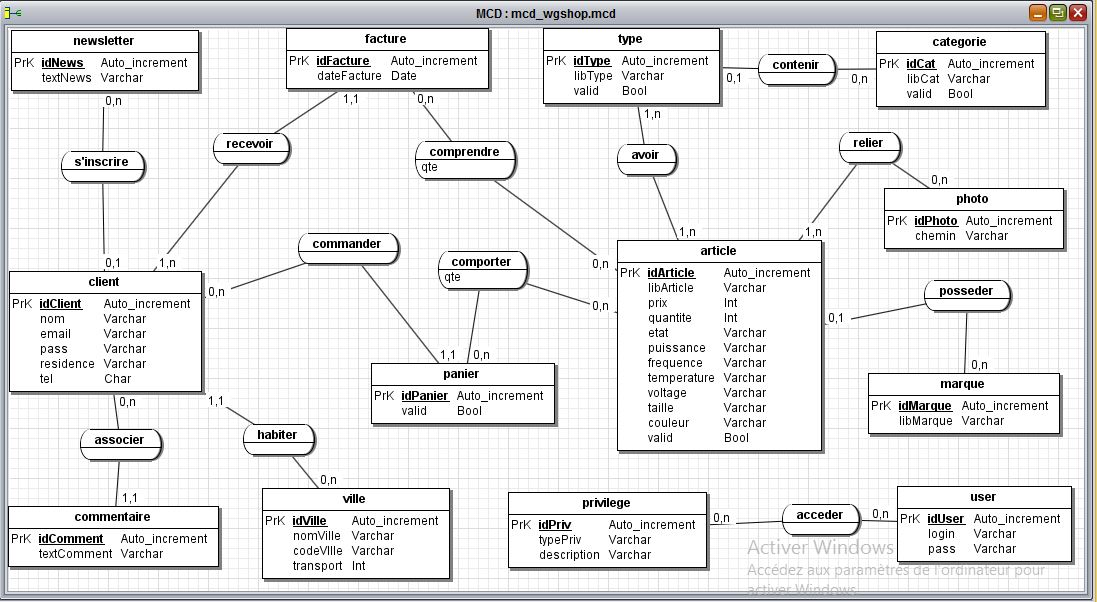 MCD : mcd_wgshop.mcd
newsletter
PrK idNews Auto_increment
textNews Varchar
facture
PrK idFacture Auto_increment
dateFacture Date
type
PrK idType Auto_increment
libType Varchar
valid Bool
categorie
PrK idCat Auto_increment
libCat Varchar
valid Bool
0,1
contenir
0,n
0,n
1,1
0,n
1,n
s'inscrire
recevoir
comprendre
qte
avoir
relier
0,n
photo
PrK idPhoto Auto_increment
chemin Varchar
0,1
1,n
commander
0,n
comporter
qte
0,n
0,n
1,n
1,n
client
PrK idClient Auto_increment
nom Varchar
email Varchar
pass Varchar
residence Varchar
tel Char
article
PrK idArticle Auto_increment
libArticle Varchar
prix Int
quantite Int
etat Varchar
puissance Varchar
frequence Varchar
temperature Varchar
voltage Varchar
taille Varchar
couleur Varchar
valid Bool
posseder
0,1
0,n
1,1
0,n
panier
PrK idPanier Auto_increment
valid Bool
marque
PrK idMarque Auto_increment
libMarque Varchar
0,n
1,1
associer
habiter
1,1
0,n
commentaire
PrK idComment Auto_increment
textComment Varchar
ville
PrK idVille Auto_increment
nomVille Varchar
codeVIlle Varchar
transport Int
privilege
PrK idPriv Auto_increment
typePriv Varchar
description Varchar
0,n
acceder
0,n
user
PrK idUser Auto_increment
login Varchar
pass Varchar
Activer Windows
Accédez aux paramètres de l'ordinateur pour
activer Windows.